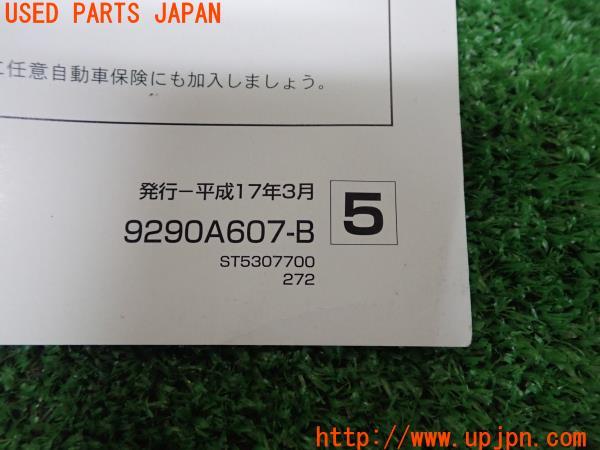 USED PARTS JAPAN
に任意自動車保険にも加入しましょう。
発行－平成17年3月
9290A607-B
5
ST5307700
272
http://www.upjpn.com